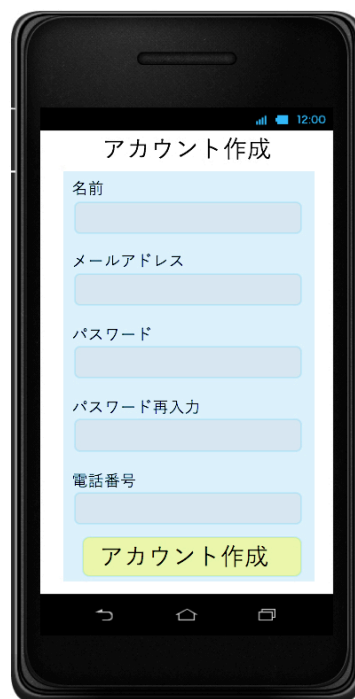 12:00
アカウント作成
名前
メールアドレス
パスワード
パスワード再入力
電話番号
アカウント作成